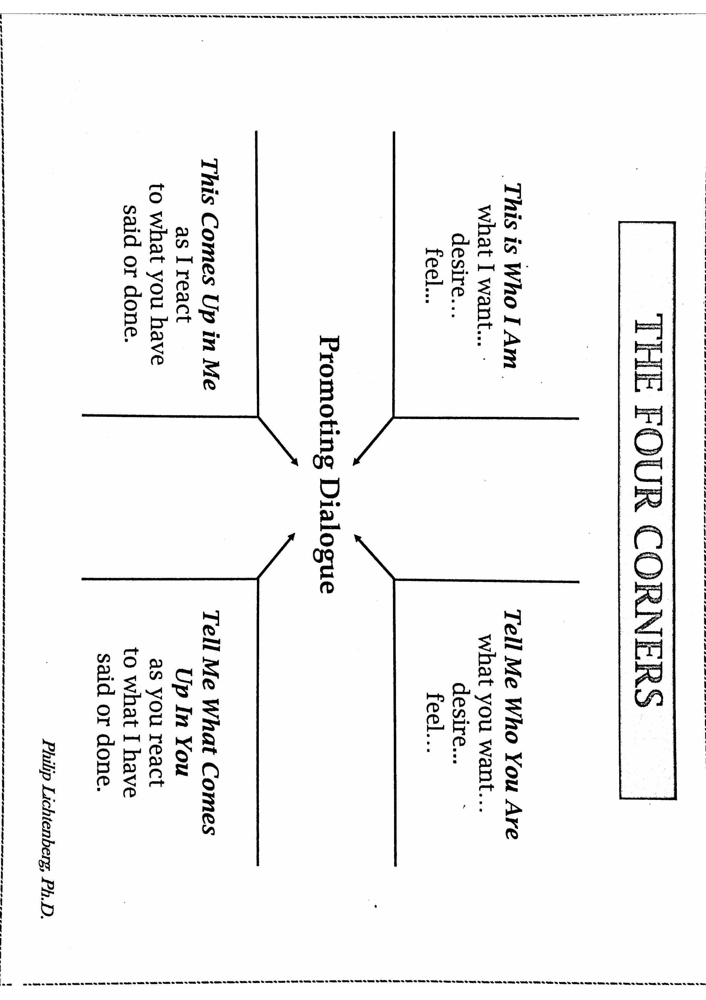 THE FOUR CORNERS
This is Who I Am
what I want...
desire...
feel...
Tell Me Who You Are
what you want...
desire...
feel...
Promoting Dialogue
This Comes Up in Me
as I react
to what you have
said or done.
Tell Me What Comes
Up In You
as you react
to what I have
said or done.
Philip Lichtenberg, Ph.D.